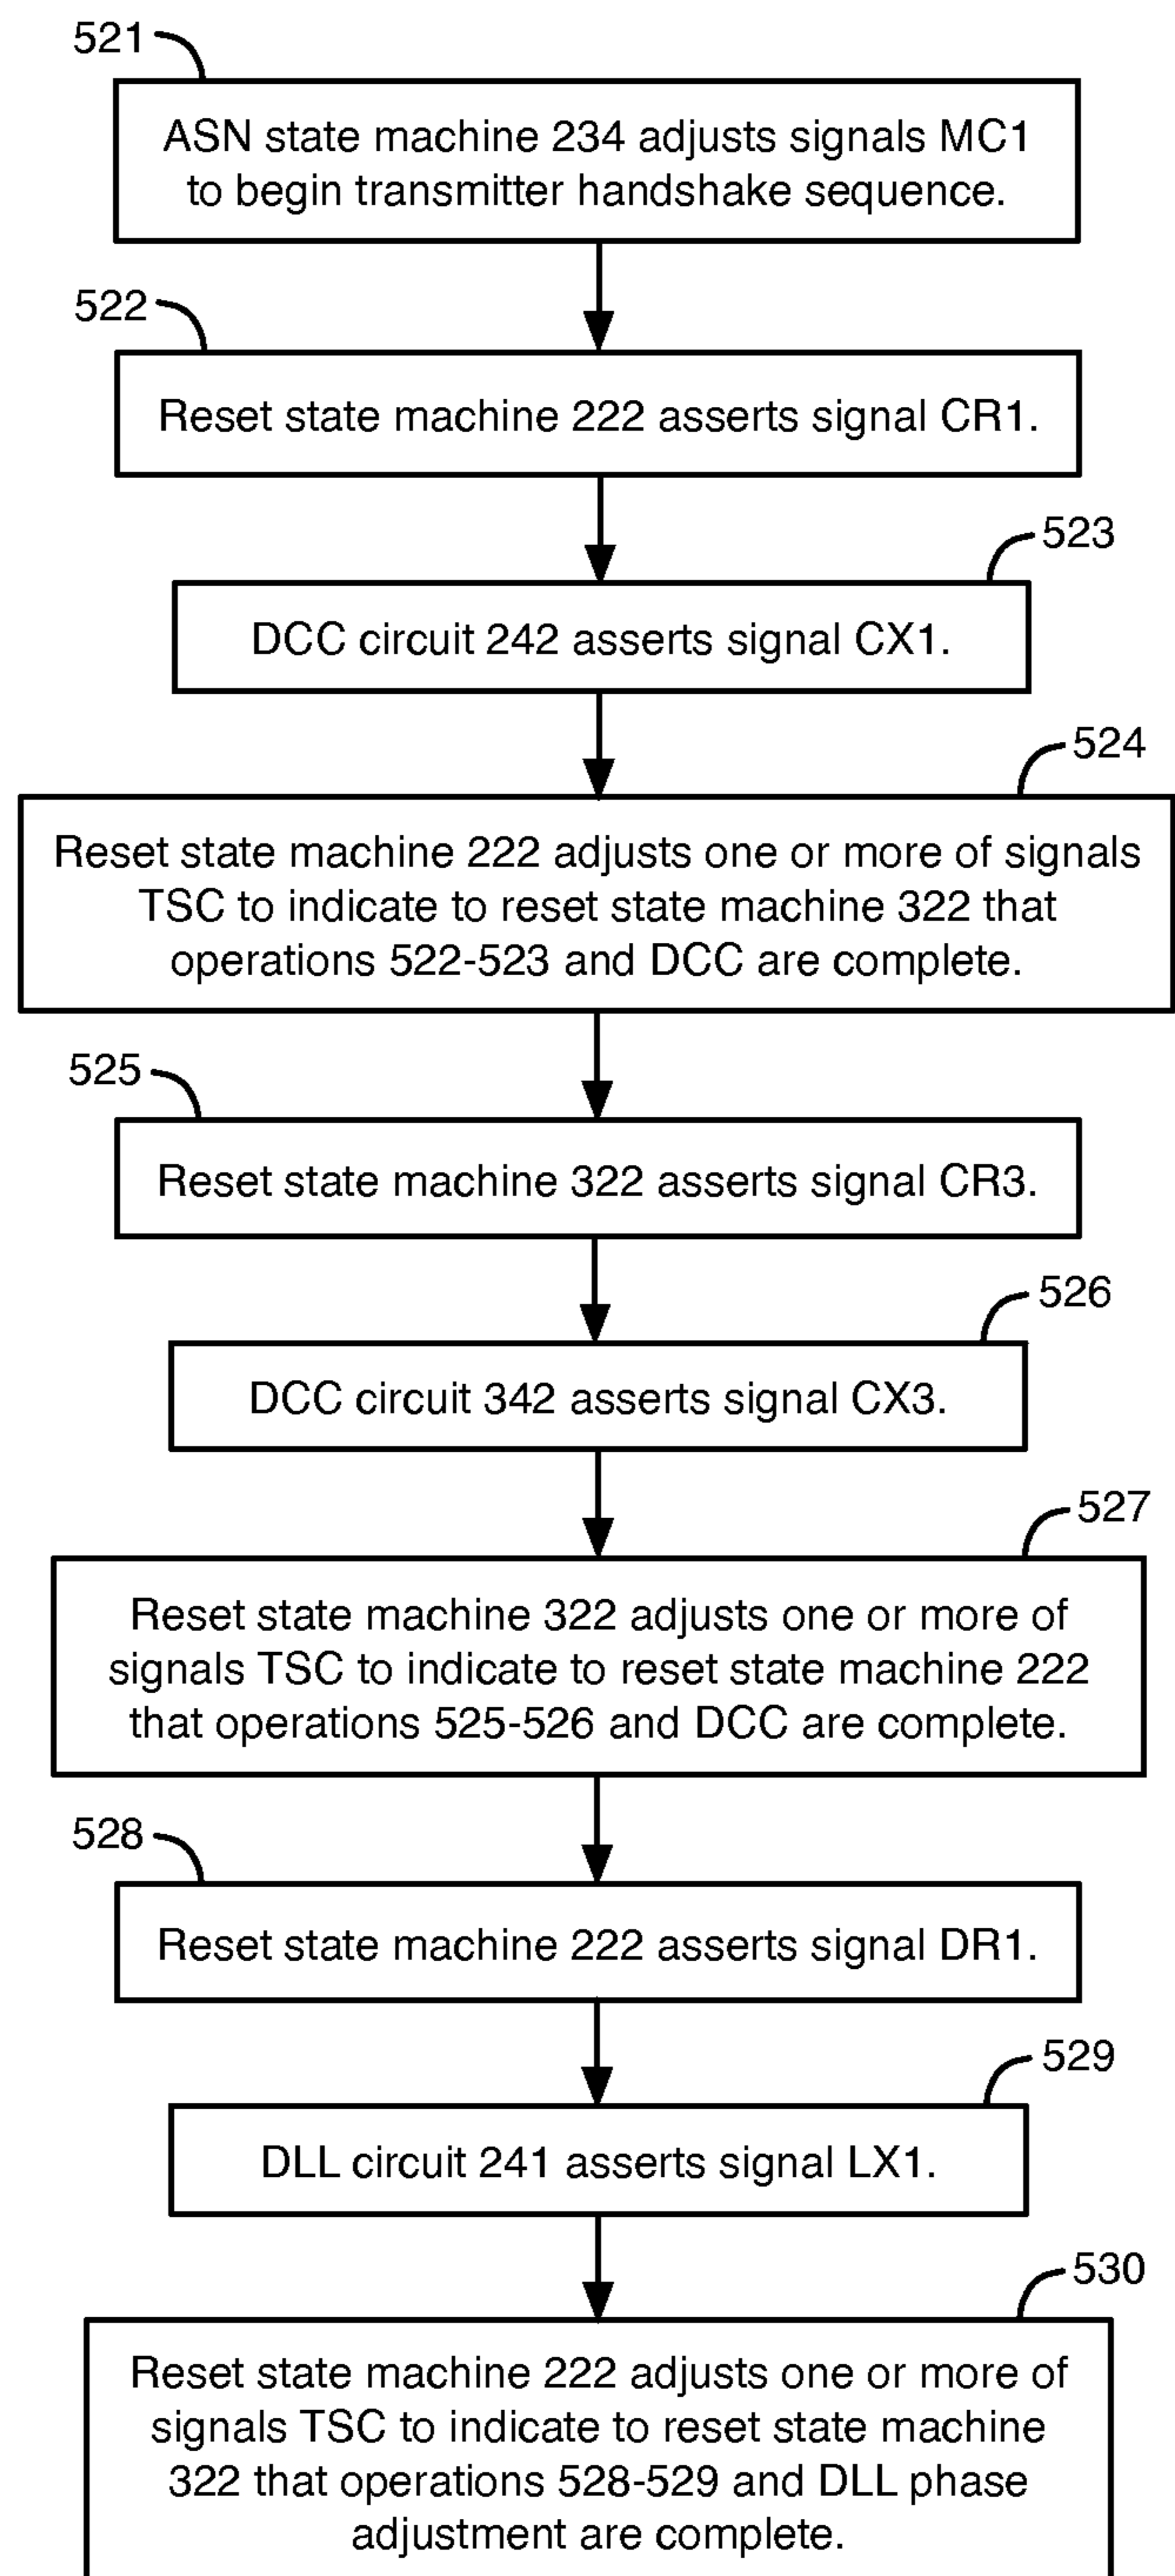 521
ASN state machine 234 adjusts signals MC1
to begin transmitter handshake sequence.
522
Reset state machine 222 asserts signal CR1.
523
DCC circuit 242 asserts signal CX1.
524
Reset state machine 222 adjusts one or more of signals
TSC to indicate to reset state machine 322 that
operations 522-523 and DCC are complete.
525
Reset state machine 322 asserts signal CR3.
526
DCC circuit 342 asserts signal CX3.
527
Reset state machine 322 adjusts one or more of
signals TSC to indicate to reset state machine 222
that operations 525-526 and DCC are complete.
528
Reset state machine 222 asserts signal DR1.
529
DLL circuit 241 asserts signal LX1.
530
Reset state machine 222 adjusts one or more of
signals TSC to indicate to reset state machine
322 that operations 528-529 and DLL phase
adjustment are complete.